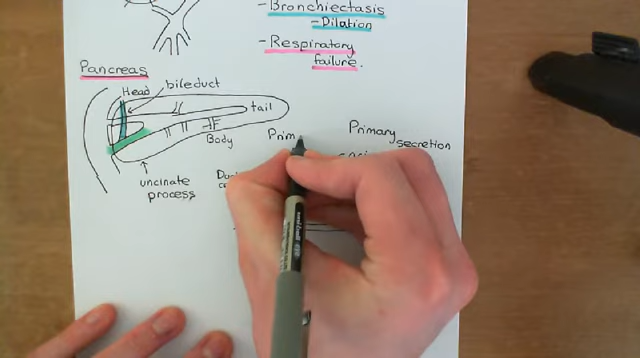 - Bronchiectasis
- Dilation
- Respiratory
failure.
Pancreas
Head
bileduct
tail
Body
Prim
Primary
secretion
uncinate
process